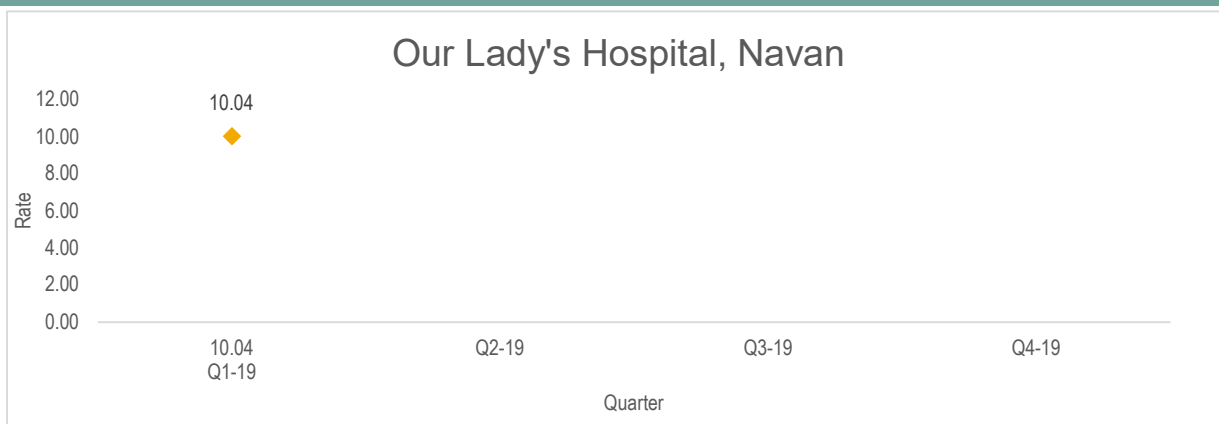 Our Lady's Hospital, Navan
12.00
10.04
10.00
8.00
Rate
6.00
4.00
2.00
0.00
10.04 Q2-19 Q3-19 Q4-19
Q1-19
Quarter